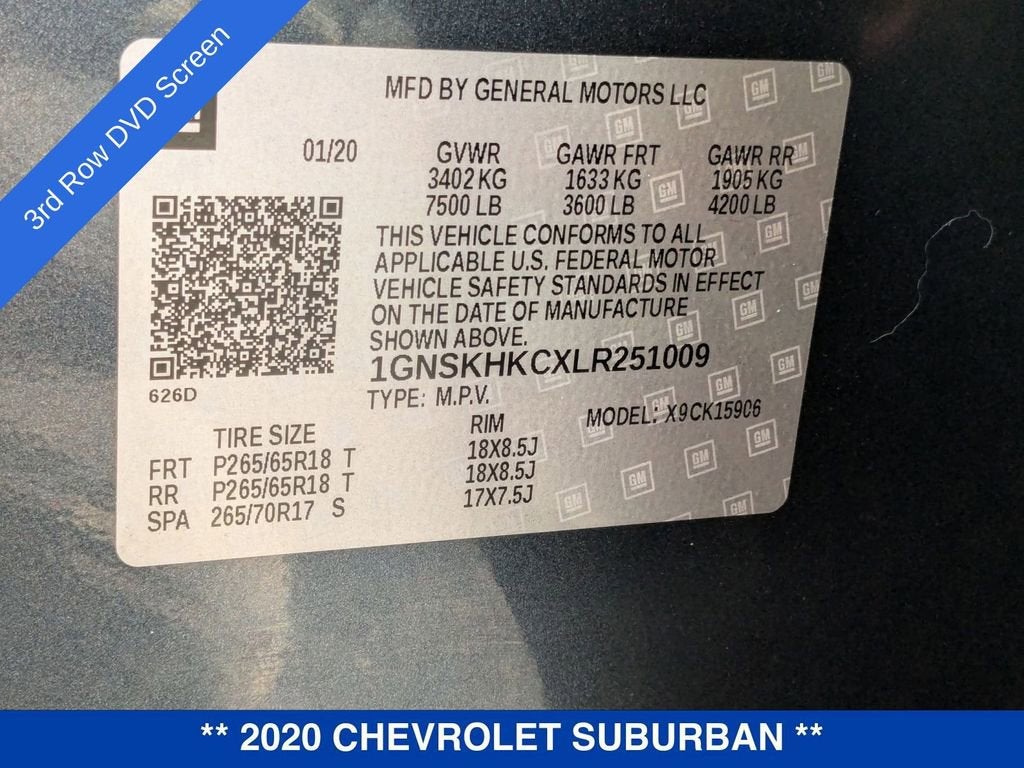 3rd Row DVD Screen
MFD BY GENERAL MOTORS LLC
01/20 GVWR GAWR FRT GAWR RR
3402 KG 1633 KG 1905 KG
7500 LB 3600 LB 4200 LB
THIS VEHICLE CONFORMS TO ALL
APPLICABLE U.S. FEDERAL MOTOR
VEHICLE SAFETY STANDARDS IN EFFECT
ON THE DATE OF MANUFACTURE
SHOWN ABOVE.
1GNSKHKCXLR251009
626D
TYPE: M.P.V. MODEL: X9CK15906
TIRE SIZE RIM
FRT P265/65R18 T 18X8.5J
RR P265/65R18 T 18X8.5J
SPA 265/70R17 S 17X7.5J
** 2020 CHEVROLET SUBURBAN **